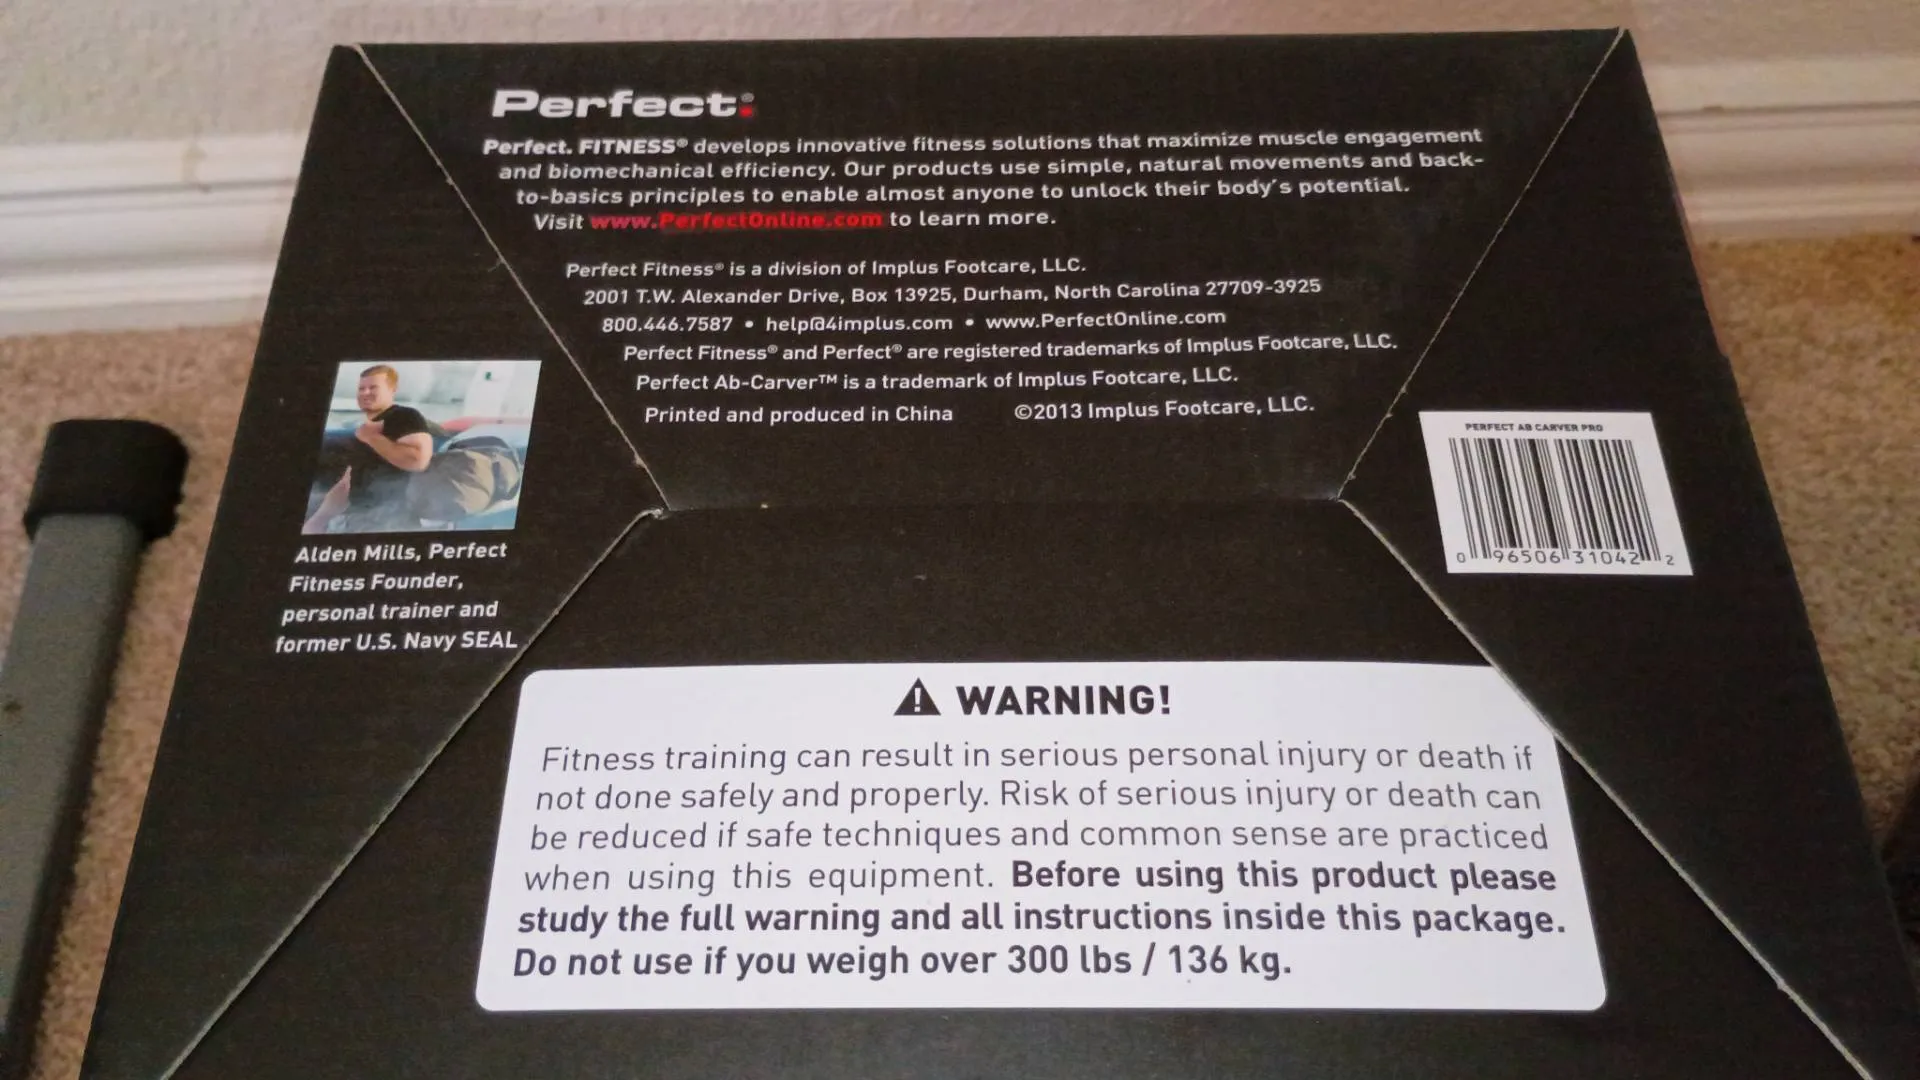 Perfect.®
Perfect. FITNESS® develops innovative fitness solutions that maximize muscle engagement
and biomechanical efficiency. Our products use simple, natural movements and back-
to-basics principles to enable almost anyone to unlock their body's potential.
Visit www.PerfectOnline.com to learn more.
Perfect Fitness® is a division of Implus Footcare, LLC.
2001 T.W. Alexander Drive, Box 13925, Durham, North Carolina 27709-3925
800.446.7587 • help@4implus.com • www.PerfectOnline.com
Perfect Fitness® and Perfect® are registered trademarks of Implus Footcare, LLC.
Perfect Ab-Carver™ is a trademark of Implus Footcare, LLC.
Printed and produced in China ©2013 Implus Footcare, LLC.
Alden Mills, Perfect
Fitness Founder,
personal trainer and
former U.S. Navy SEAL
PERFECT AB CARVER PRO
0 96506 31042 2
WARNING!
Fitness training can result in serious personal injury or death if
not done safely and properly. Risk of serious injury or death can
be reduced if safe techniques and common sense are practiced
when using this equipment. Before using this product please
study the full warning and all instructions inside this package.
Do not use if you weigh over 300 lbs / 136 kg.